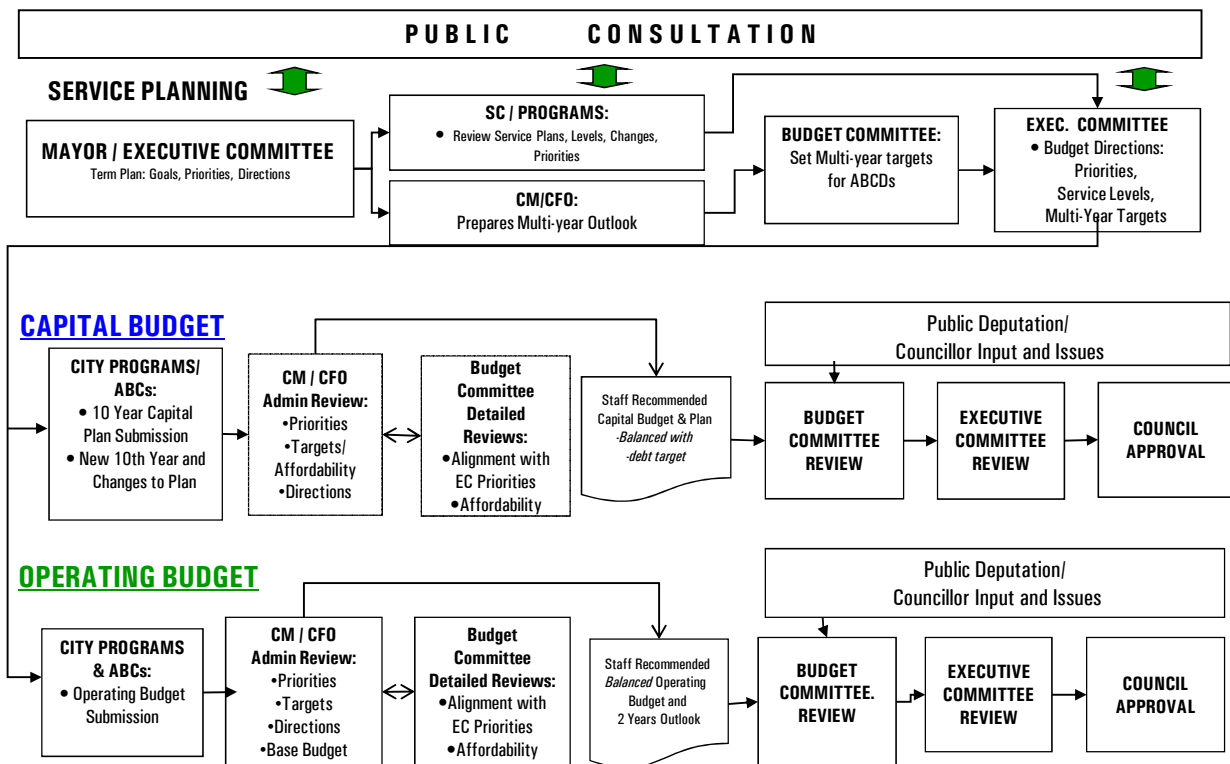 PUBLIC CONSULTATION
SERVICE PLANNING
MAYOR / EXECUTIVE COMMITTEE
Term Plan: Goals, Priorities, Directions
SC / PROGRAMS:
• Review Service Plans, Levels, Changes,
Priorities
CM/CFO:
Prepares Multi-year Outlook
BUDGET COMMITTEE:
Set Multi-year targets
for ABCDs
EXEC. COMMITTEE
• Budget Directions:
Priorities,
Service Levels,
Multi-Year Targets
CAPITAL BUDGET
CITY PROGRAMS/
ABCs:
• 10 Year Capital
Plan Submission
• New 10th Year and
Changes to Plan
CM / CFO
Admin Review:
•Priorities
•Targets/
Affordability
•Directions
Budget
Committee
Detailed
Reviews:
•Alignment with
EC Priorities
•Affordability
Staff Recommended
Capital Budget & Plan
-Balanced with
-debt target
Public Deputation/
Councillor Input and Issues
BUDGET
COMMITTEE
REVIEW
EXECUTIVE
COMMITTEE
REVIEW
COUNCIL
APPROVAL
OPERATING BUDGET
CITY PROGRAMS
& ABCs:
• Operating Budget
Submission
CM / CFO
Admin Review:
•Priorities
•Targets
•Directions
•Base Budget
Budget
Committee
Detailed Reviews:
•Alignment with
EC Priorities
•Affordability
Staff Recommended
Balanced Operating
Budget and
2 Years Outlook
Public Deputation/
Councillor Input and Issues
BUDGET
COMMITTEE.
REVIEW
EXECUTIVE
COMMITTEE
REVIEW
COUNCIL
APPROVAL